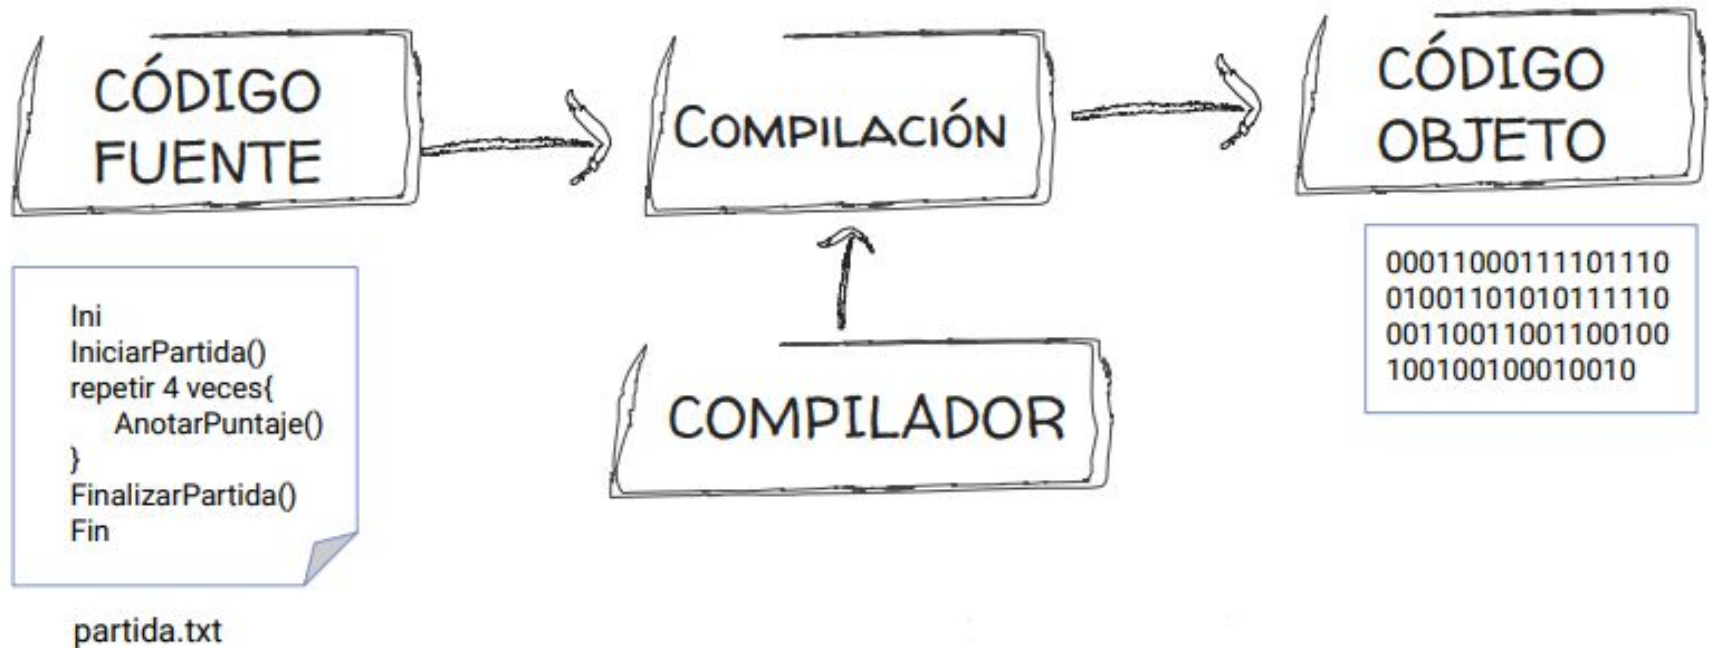 CÓDIGO
FUENTE
COMPILACIÓN
CÓDIGO
OBJETO
Ini
IniciarPartida()
repetir 4 veces{
AnotarPuntaje()
}
FinalizarPartida()
Fin
partida.txt
COMPILADOR
00011000111101110
01001101010111110
00110011001100100
100100100010010